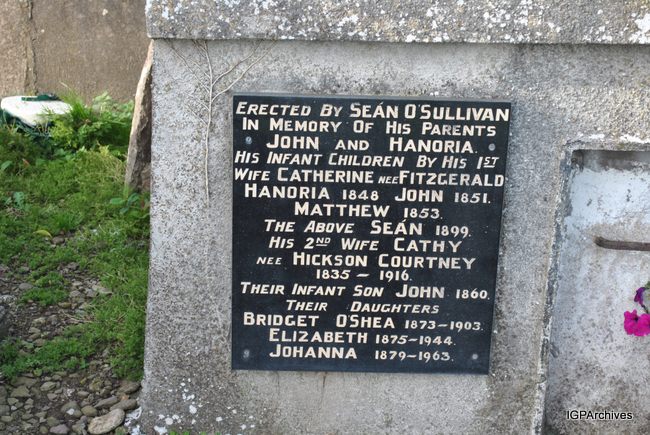 Erected By Seán O'Sullivan
In Memory Of His Parents
John and Hanoria.
His Infant Children By His 1st
Wife Catherine nee Fitzgerald
Hanoria 1848 John 1851.
Matthew 1853.
The Above Seán 1899.
His 2nd Wife Cathy
nee Hickson Courtney
1835 - 1916.
Their Infant Son John 1860.
Their Daughters
Bridget O'Shea 1873-1903.
Elizabeth 1875-1944.
Johanna 1879-1963.
IGPArchives